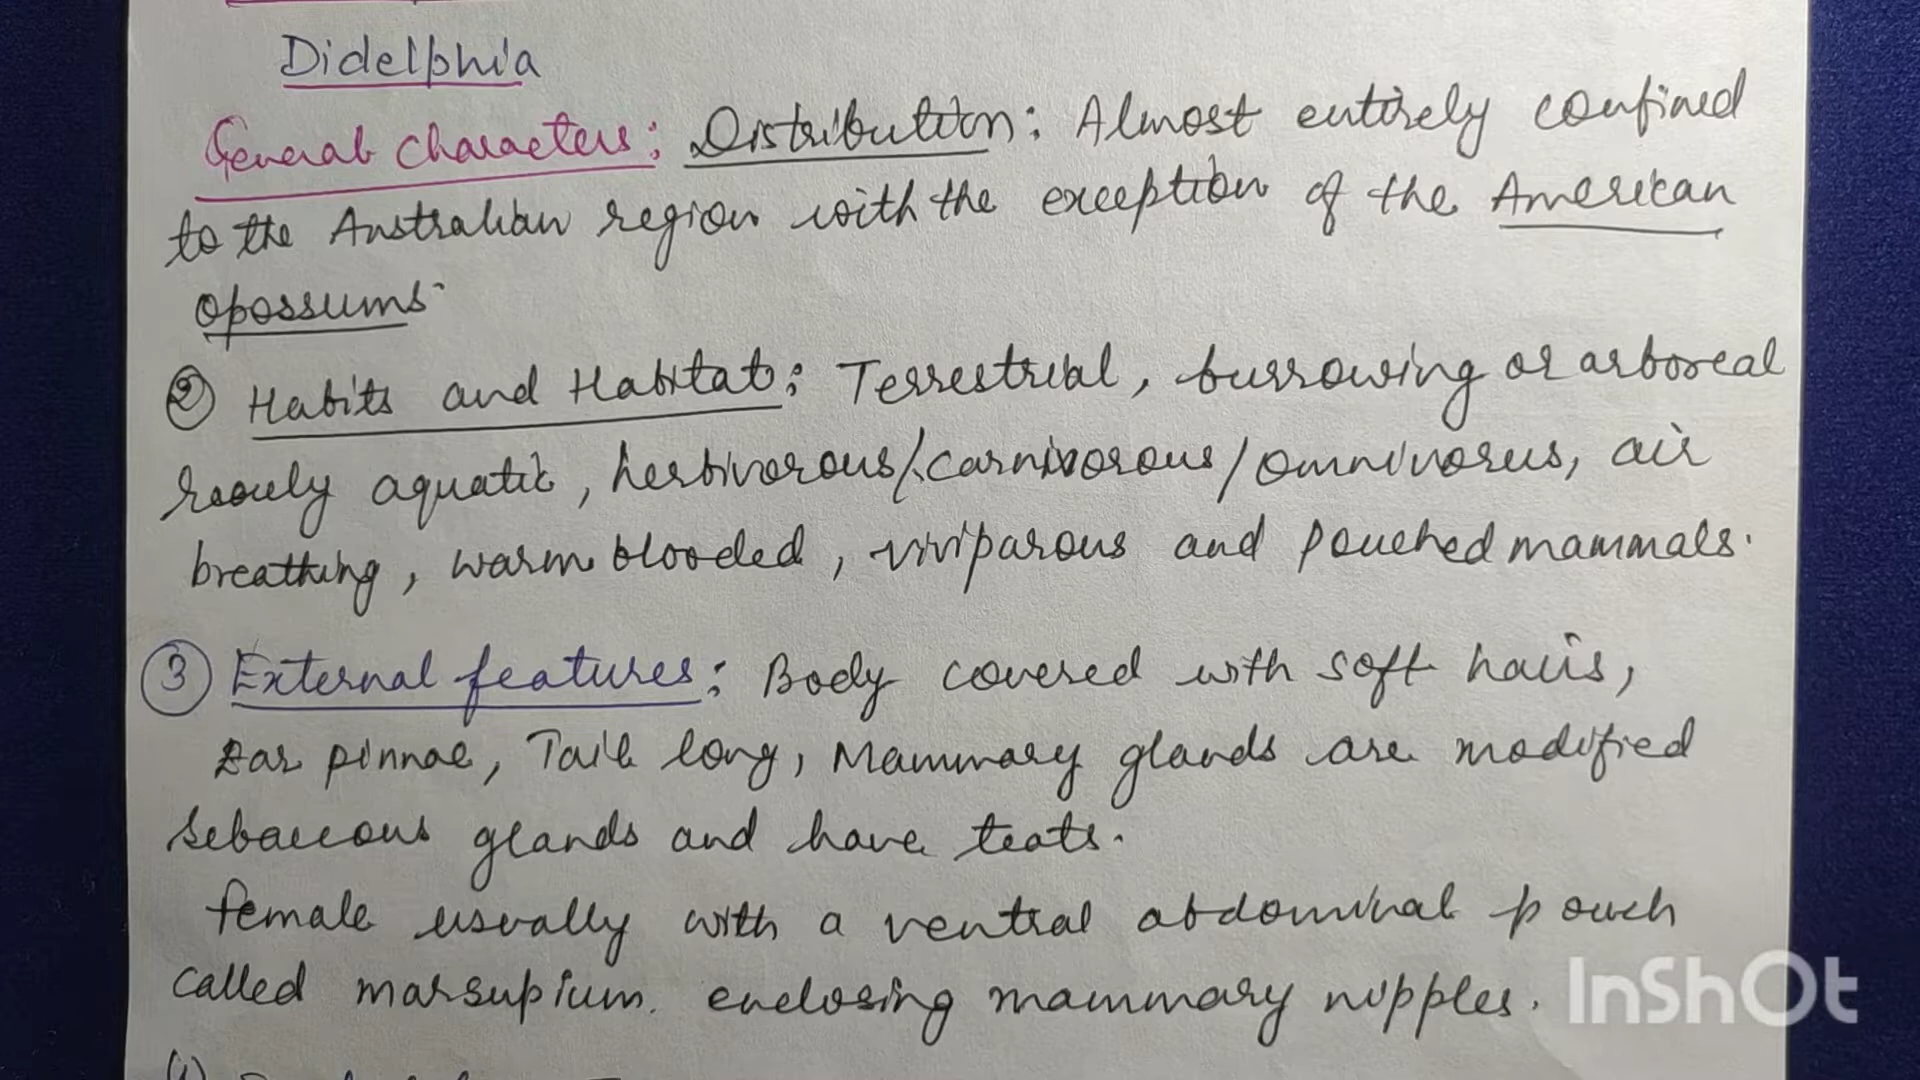 Didelphia
General characters: Distribution: Almost entirely confined
to the Australian region with the exception of the American
opossums.
② Habits and Habitat: Terrestrial, burrowing or arboreal
rarely aquatic, herbivorous/carnivorous/omnivorus, air
breathing, warm blooded, viviparous and pouched mammals.
③ External features: Body covered with soft hairs,
Ear pinnae, Tail long, Mammary glands are modified
sebaceous glands and have teats.
female usually with a ventral abdominal pouch
called marsupium. enclosing mammary nipples.
InShOt